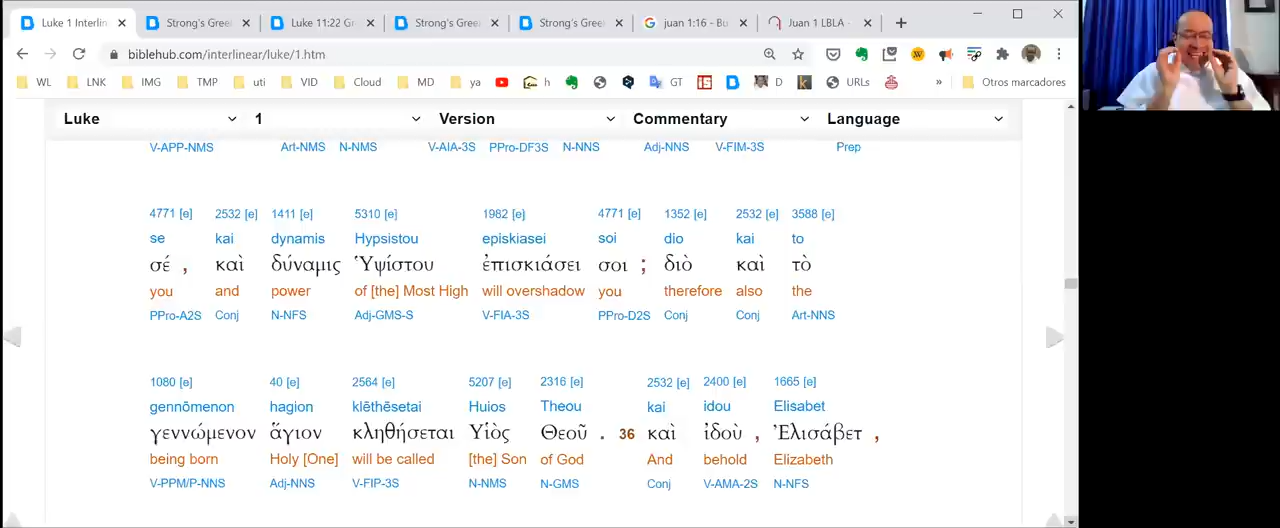 Luke 1 Interlin Strong's Gree Luke 11:22 Gr Strong's Gree Strong's Gree juan 1:16 - Bu Juan 1 LBLA -
biblehub.com/interlinear/luke/1.htm
WL LNK IMG TMP uti VID Cloud MD ya h GT D URLs » Otros marcadores
Luke 1 Version Commentary Language
V-APP-NMS Art-NMS N-NMS V-AIA-3S PPro-DF3S N-NNS Adj-NNS V-FIM-3S Prep
4771 [e] 2532 [e] 1411 [e] 5310 [e] 1982 [e] 4771 [e] 1352 [e] 2532 [e] 3588 [e]
se kai dynamis Hypsistou episkiasei soi dio kai to
σέ , καὶ δύναμις Ὑψίστου ἐπισκιάσει σοι ; διὸ καὶ τὸ
you and power of [the] Most High will overshadow you therefore also the
PPro-A2S Conj N-NFS Adj-GMS-S V-FIA-3S PPro-D2S Conj Conj Art-NNS
1080 [e] 40 [e] 2564 [e] 5207 [e] 2316 [e] 2532 [e] 2400 [e] 1665 [e]
gennōmenon hagion klēthēsetai Huios Theou kai idou Elisabet
γεννώμενον ἅγιον κληθήσεται Υἱὸς Θεοῦ . 36 καὶ ἰδοὺ , Ἐλισάβετ ,
being born Holy [One] will be called [the] Son of God And behold Elizabeth
V-PPM/P-NNS Adj-NNS V-FIP-3S N-NMS N-GMS Conj V-AMA-2S N-NFS